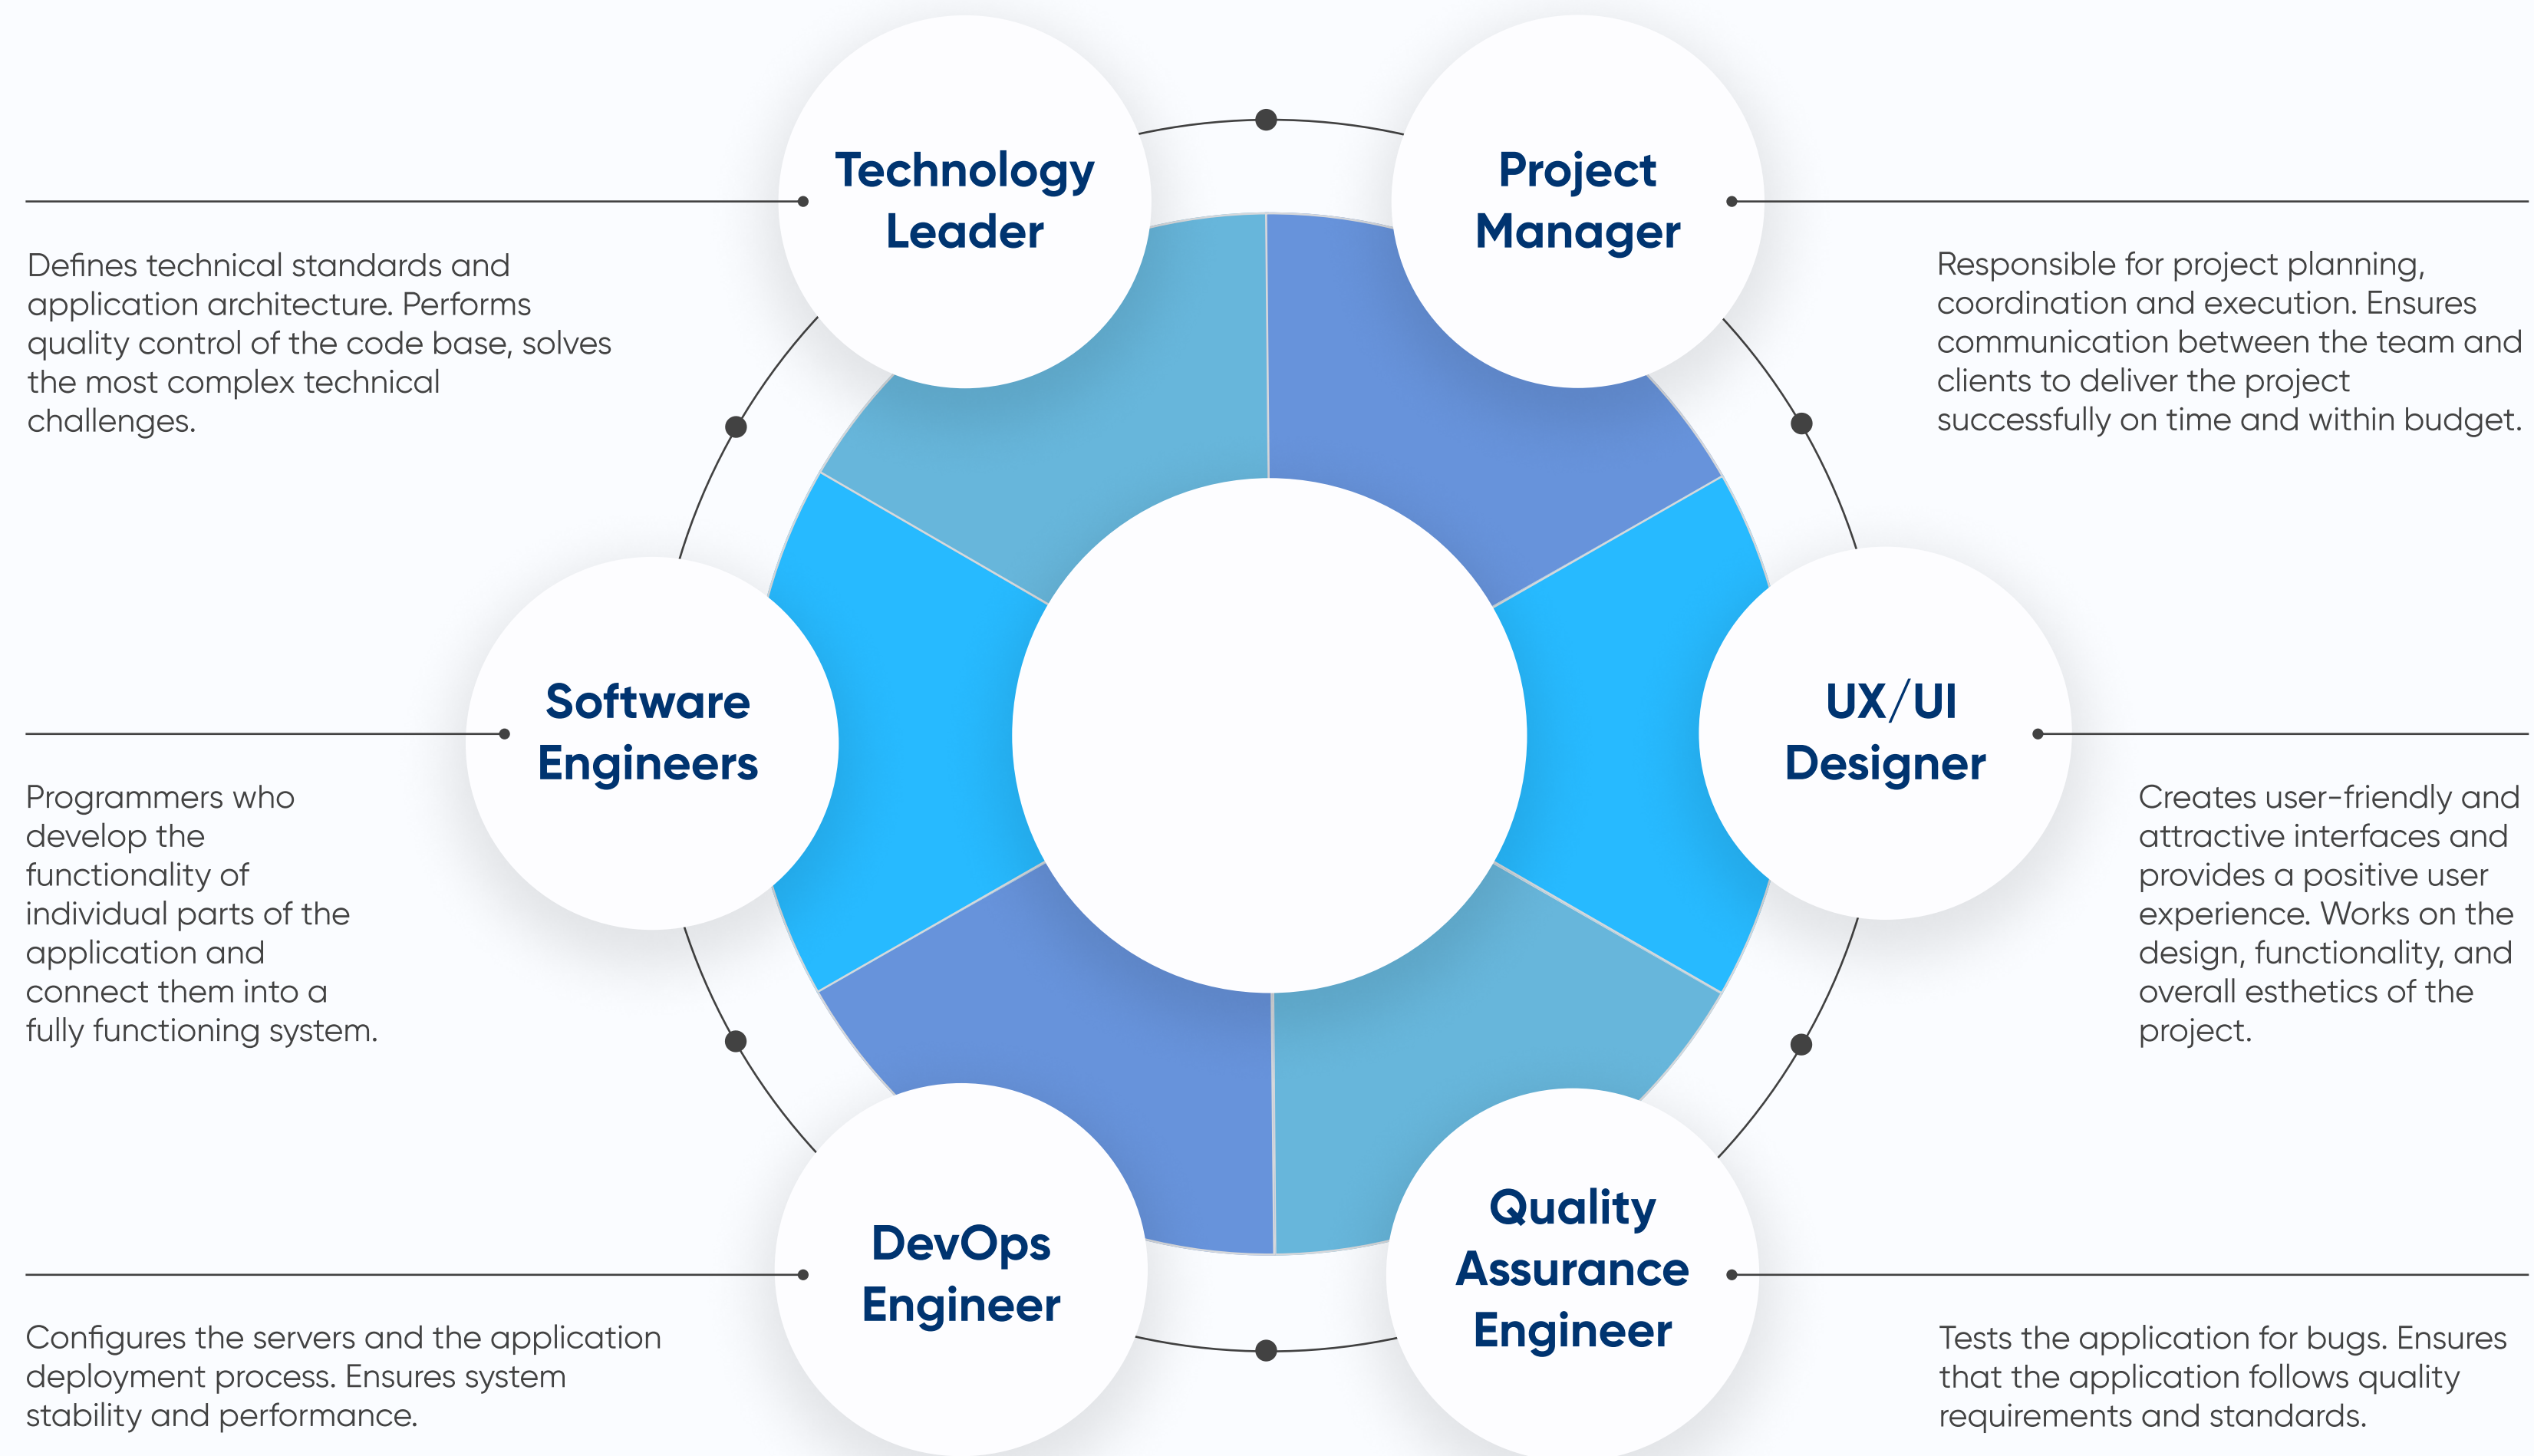 Technology
Leader
Defines technical standards and
application architecture. Performs
quality control of the code base, solves
the most complex technical
challenges.
Project
Manager
Responsible for project planning,
coordination and execution. Ensures
communication between the team and
clients to deliver the project
successfully on time and within budget.
Software
Engineers
Programmers who
develop the
functionality of
individual parts of the
application and
connect them into a
fully functioning system.
UX/UI
Designer
Creates user-friendly and
attractive interfaces and
provides a positive user
experience. Works on the
design, functionality, and
overall esthetics of the
project.
DevOps
Engineer
Configures the servers and the application
deployment process. Ensures system
stability and performance.
Quality
Assurance
Engineer
Tests the application for bugs. Ensures
that the application follows quality
requirements and standards.